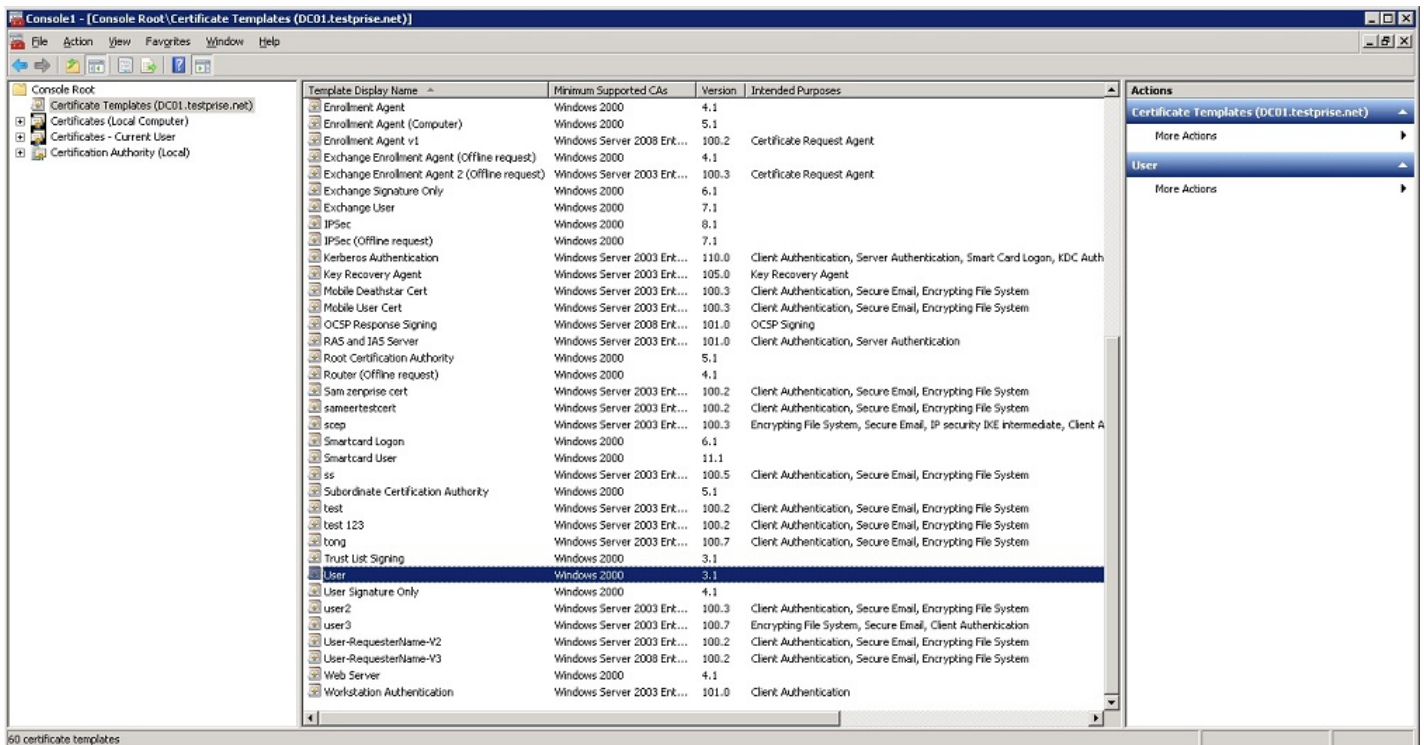 Console1 - [Console Root\Certificate Templates (DC01.testprise.net)]
File Action View Favorites Window Help
Console Root
Certificate Templates (DC01.testprise.net)
Certificates (Local Computer)
Certificates - Current User
Certification Authority (Local)
Template Display Name Minimum Supported CAs Version Intended Purposes
Enrollment Agent Windows 2000 4.1
Enrollment Agent (Computer) Windows 2000 5.1
Enrollment Agent v1 Windows Server 2008 Ent... 100.2 Certificate Request Agent
Exchange Enrollment Agent (Offline request) Windows 2000 4.1
Exchange Enrollment Agent 2 (Offline request) Windows Server 2003 Ent... 100.3 Certificate Request Agent
Exchange Signature Only Windows 2000 6.1
Exchange User Windows 2000 7.1
IPSec Windows 2000 8.1
IPSec (Offline request) Windows 2000 7.1
Kerberos Authentication Windows Server 2003 Ent... 110.0 Client Authentication, Server Authentication, Smart Card Logon, KDC Auth
Key Recovery Agent Windows Server 2003 Ent... 105.0 Key Recovery Agent
Mobile Deathstar Cert Windows Server 2003 Ent... 100.3 Client Authentication, Secure Email, Encrypting File System
Mobile User Cert Windows Server 2003 Ent... 100.3 Client Authentication, Secure Email, Encrypting File System
OCSP Response Signing Windows Server 2008 Ent... 101.0 OCSP Signing
RAS and IAS Server Windows Server 2003 Ent... 101.0 Client Authentication, Server Authentication
Root Certification Authority Windows 2000 5.1
Router (Offline request) Windows 2000 4.1
Sam zenprise cert Windows Server 2003 Ent... 100.2 Client Authentication, Secure Email, Encrypting File System
sameertestcert Windows Server 2003 Ent... 100.2 Client Authentication, Secure Email, Encrypting File System
scep Windows Server 2003 Ent... 100.3 Encrypting File System, Secure Email, IP security IKE intermediate, Client A
Smartcard Logon Windows 2000 6.1
Smartcard User Windows 2000 11.1
ss Windows Server 2003 Ent... 100.5 Client Authentication, Secure Email, Encrypting File System
Subordinate Certification Authority Windows 2000 5.1
test Windows Server 2003 Ent... 100.2 Client Authentication, Secure Email, Encrypting File System
test 123 Windows Server 2003 Ent... 100.2 Client Authentication, Secure Email, Encrypting File System
tong Windows Server 2003 Ent... 100.7 Client Authentication, Secure Email, Encrypting File System
Trust List Signing Windows 2000 3.1
User Windows 2000 3.1
User Signature Only Windows 2000 4.1
user2 Windows Server 2003 Ent... 100.3 Client Authentication, Secure Email, Encrypting File System
user3 Windows Server 2003 Ent... 100.7 Encrypting File System, Secure Email, Client Authentication
User-RequesterName-V2 Windows Server 2003 Ent... 100.2 Client Authentication, Secure Email, Encrypting File System
User-RequesterName-V3 Windows Server 2008 Ent... 100.2 Client Authentication, Secure Email, Encrypting File System
Web Server Windows 2000 4.1
Workstation Authentication Windows Server 2003 Ent... 101.0 Client Authentication
Actions
Certificate Templates (DC01.testprise.net)
More Actions
User
More Actions
60 certificate templates